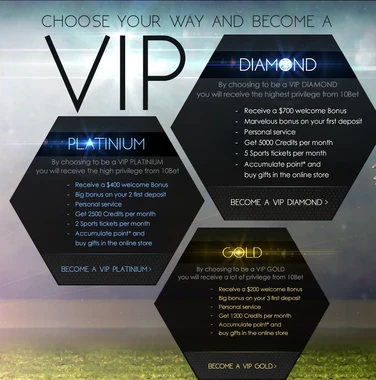 CHOOSE YOUR WAY AND BECOME A
VIP
DIAMOND
By choosing to be a VIP DIAMOND
you will receive the highest privilege from 10Bet
- Receive a $700 welcome Bonus
- Marvelous bonus on your first deposit
- Personal service
- Get 5000 Credits per month
- 5 Sports tickets per month
- Accumulate point* and
buy gifts in the online store
BECOME A VIP DIAMOND >
PLATINIUM
By choosing to be a VIP PLATINIUM
you will receive the high privilege from 10Bet
- Receive a $400 welcome Bonus
- Big bonus on your 2 first deposit
- Personal service
- Get 2500 Credits per month
- 2 Sports tickets per month
- Accumulate point* and
buy gifts in the online store
BECOME A VIP PLATINIUM >
GOLD
By choosing to be a VIP GOLD
you will receive a lot of privilege from 10Bet
- Receive a $200 welcome Bonus
- Big bonus on your 3 first deposit
- Personal service
- Get 1200 Credits per month
- Accumulate point* and
buy gifts in the online store
BECOME A VIP GOLD >